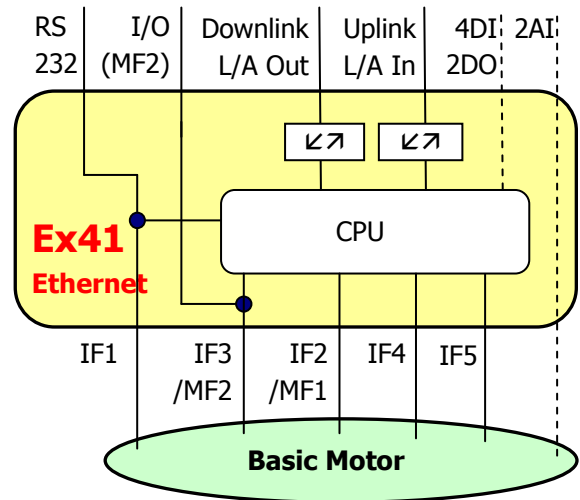 RS I/O Downlink Uplink 4DI 2AI
232 (MF2) L/A Out L/A In 2DO
CPU
Ex41
Ethernet
IF1 IF3 IF2 IF4 IF5
/MF2 /MF1
Basic Motor